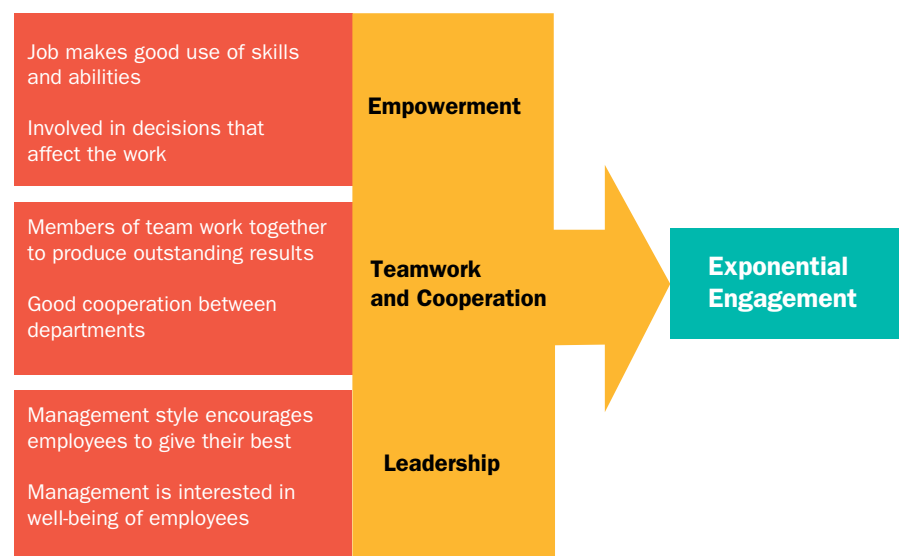 Job makes good use of skills
and abilities
Involved in decisions that
affect the work
Empowerment
Members of team work together
to produce outstanding results
Good cooperation between
departments
Teamwork
and Cooperation
Management style encourages
employees to give their best
Management is interested in
well-being of employees
Leadership
Exponential
Engagement